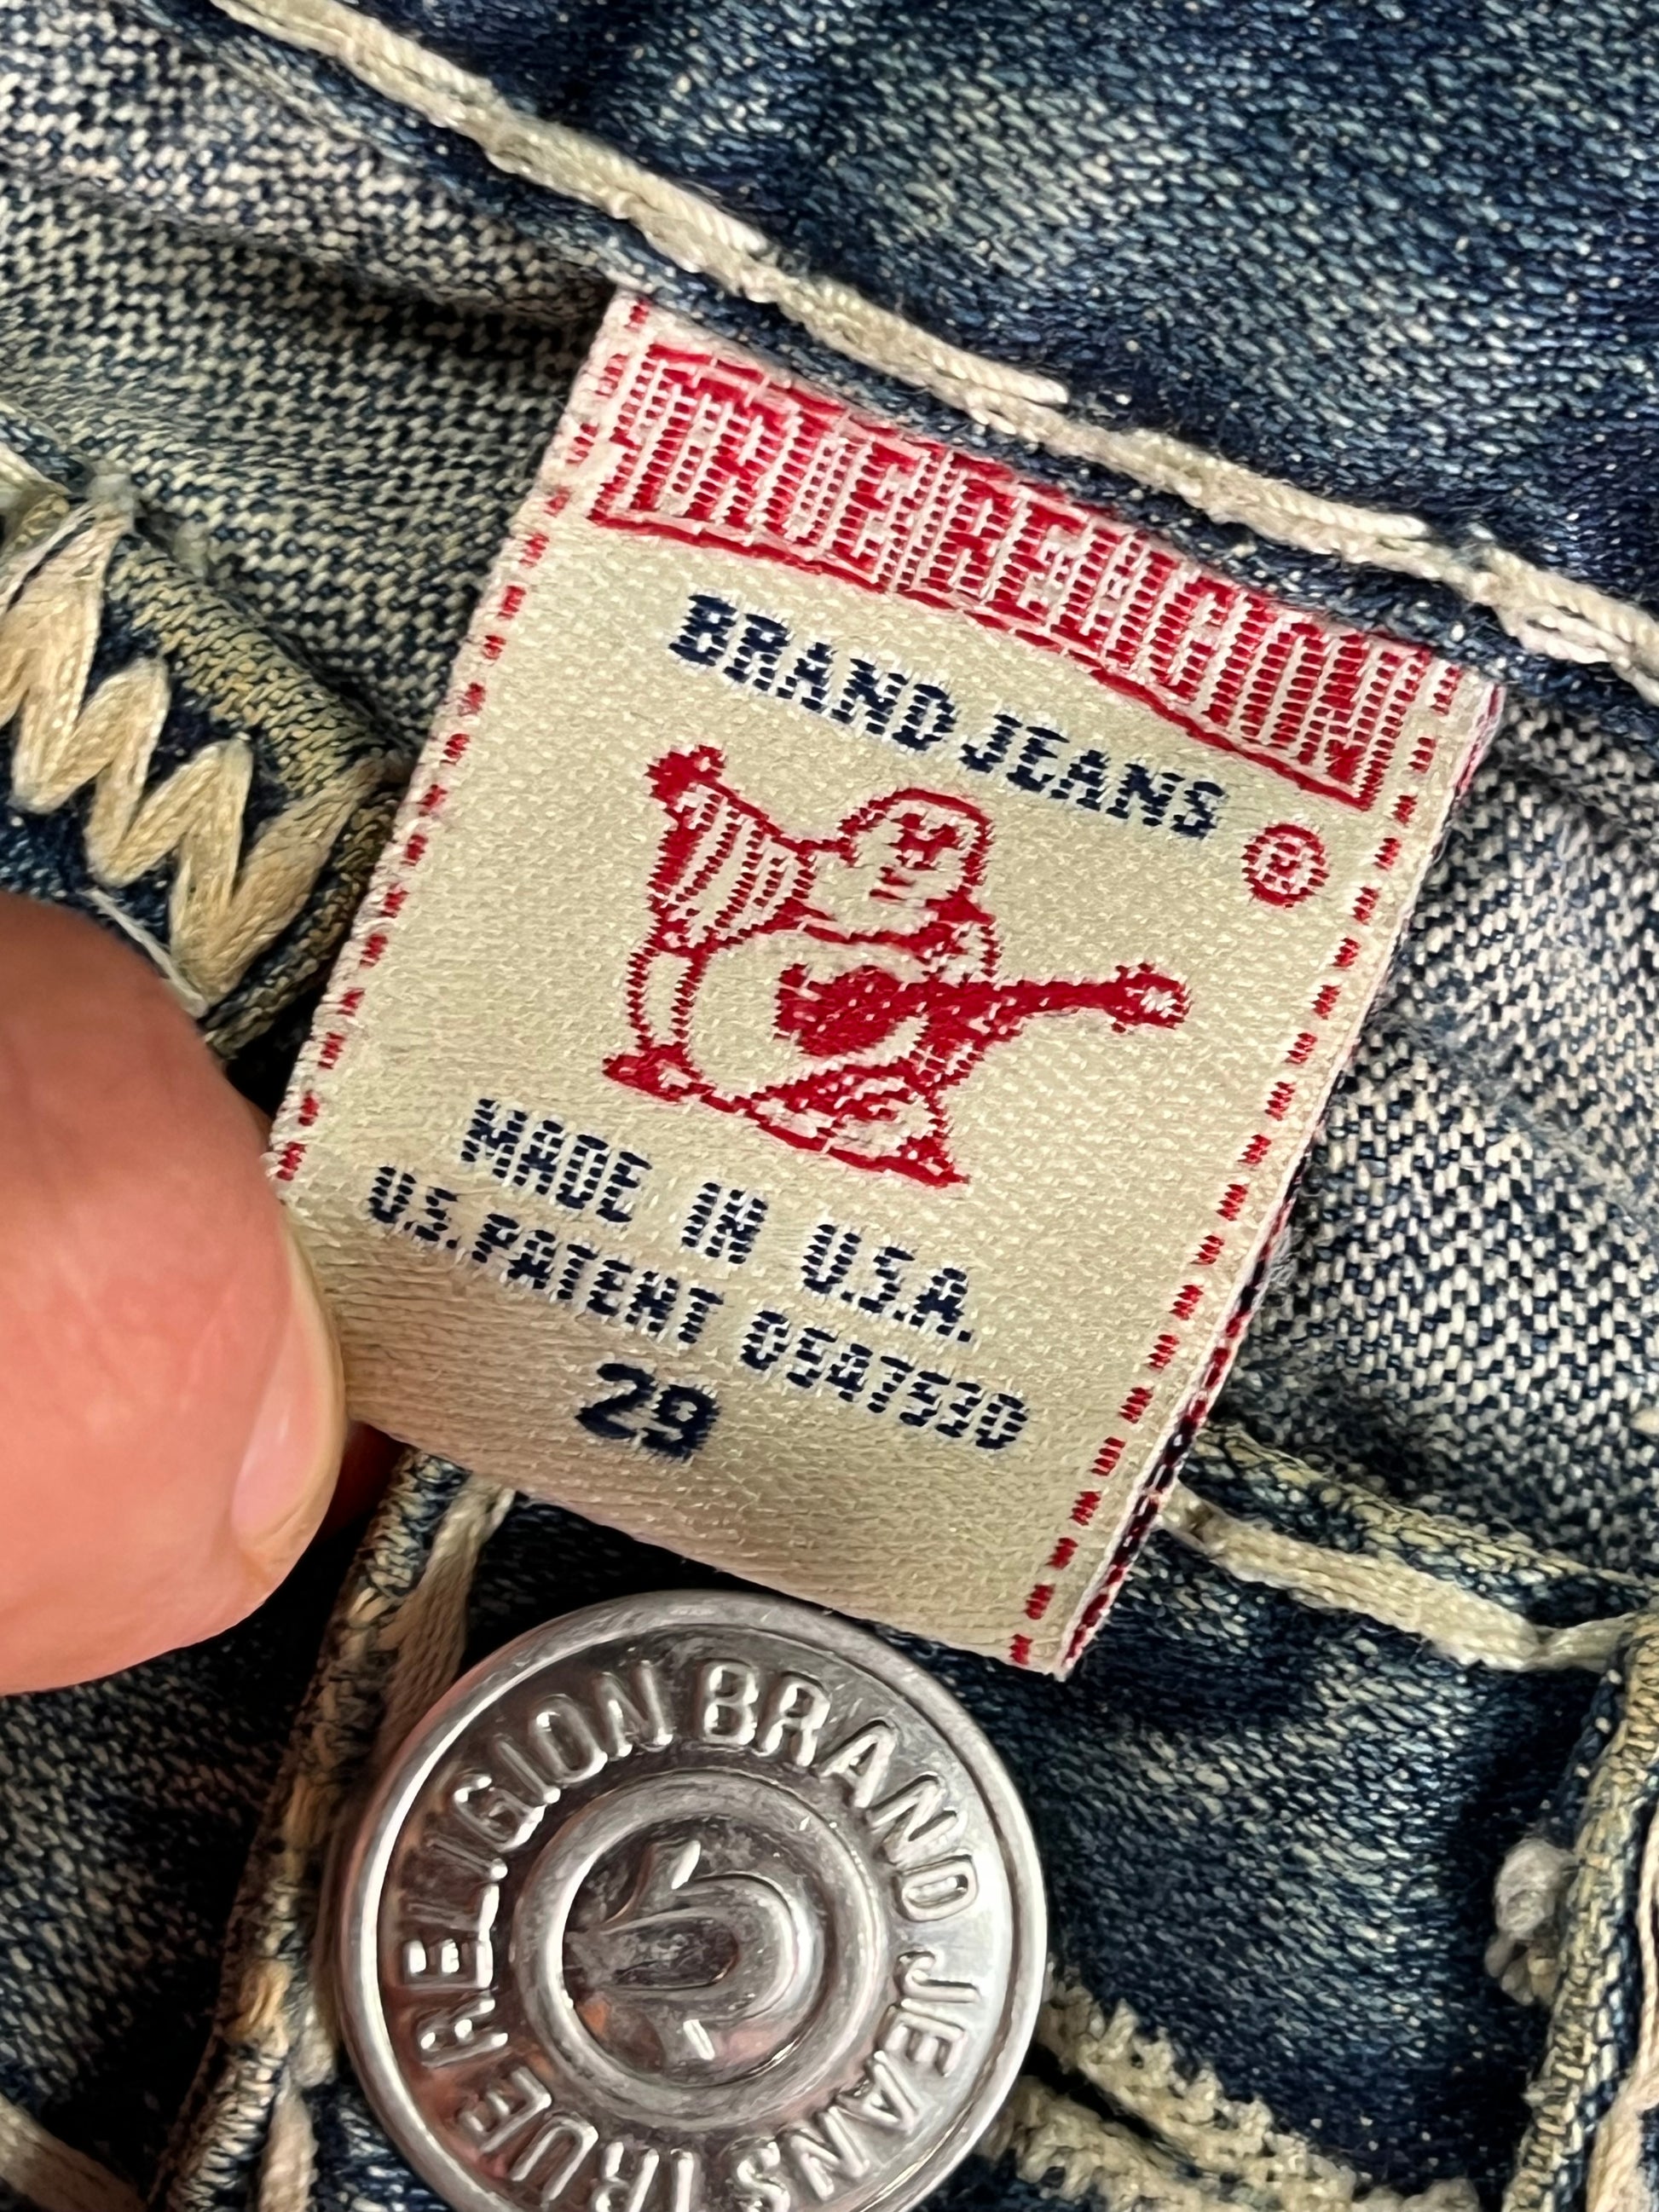 TRUE RELIGION
BRAND JEANS
®
MADE IN U.S.A.
U.S. PATENT 0547530
29
TRUE RELIGION BRAND JEANS